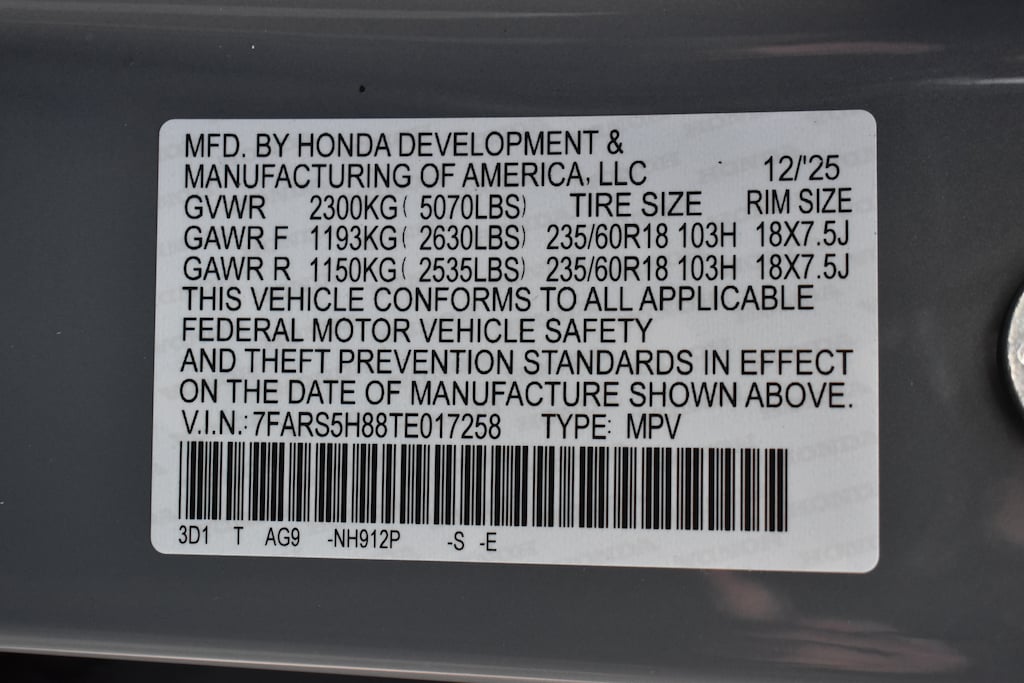 MFD. BY HONDA DEVELOPMENT &
MANUFACTURING OF AMERICA, LLC 12/'25
GVWR 2300KG( 5070LBS) TIRE SIZE RIM SIZE
GAWR F 1193KG( 2630LBS) 235/60R18 103H 18X7.5J
GAWR R 1150KG( 2535LBS) 235/60R18 103H 18X7.5J
THIS VEHICLE CONFORMS TO ALL APPLICABLE
FEDERAL MOTOR VEHICLE SAFETY
AND THEFT PREVENTION STANDARDS IN EFFECT
ON THE DATE OF MANUFACTURE SHOWN ABOVE.
V.I.N.: 7FARS5H88TE017258 TYPE: MPV
3D1 T AG9 -NH912P -S -E